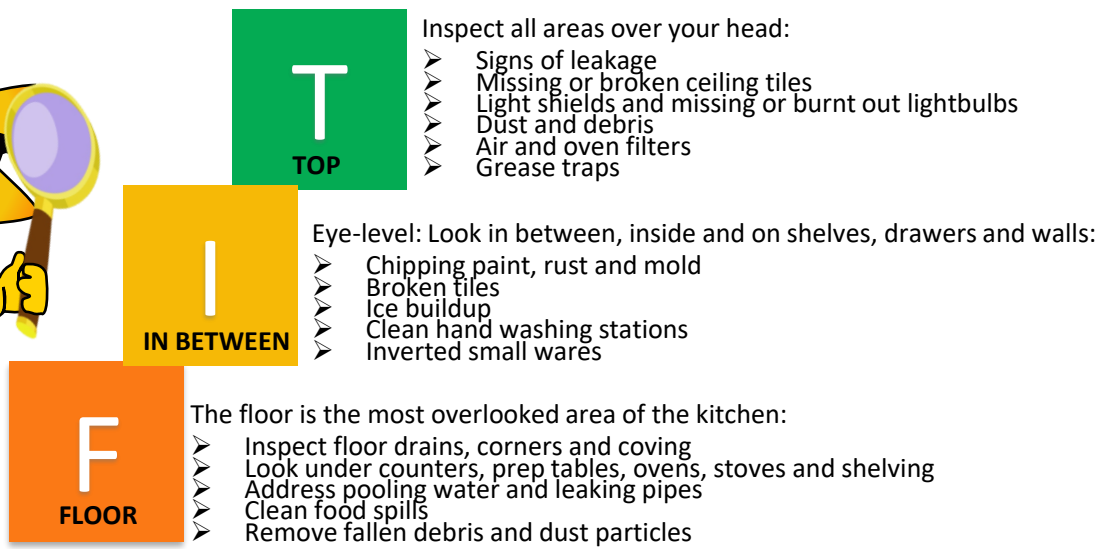 T
TOP
Inspect all areas over your head:
➢ Signs of leakage
➢ Missing or broken ceiling tiles
➢ Light shields and missing or burnt out lightbulbs
➢ Dust and debris
➢ Air and oven filters
➢ Grease traps
I
IN BETWEEN
Eye-level: Look in between, inside and on shelves, drawers and walls:
➢ Chipping paint, rust and mold
➢ Broken tiles
➢ Ice buildup
➢ Clean hand washing stations
➢ Inverted small wares
F
FLOOR
The floor is the most overlooked area of the kitchen:
➢ Inspect floor drains, corners and coving
➢ Look under counters, prep tables, ovens, stoves and shelving
➢ Address pooling water and leaking pipes
➢ Clean food spills
➢ Remove fallen debris and dust particles